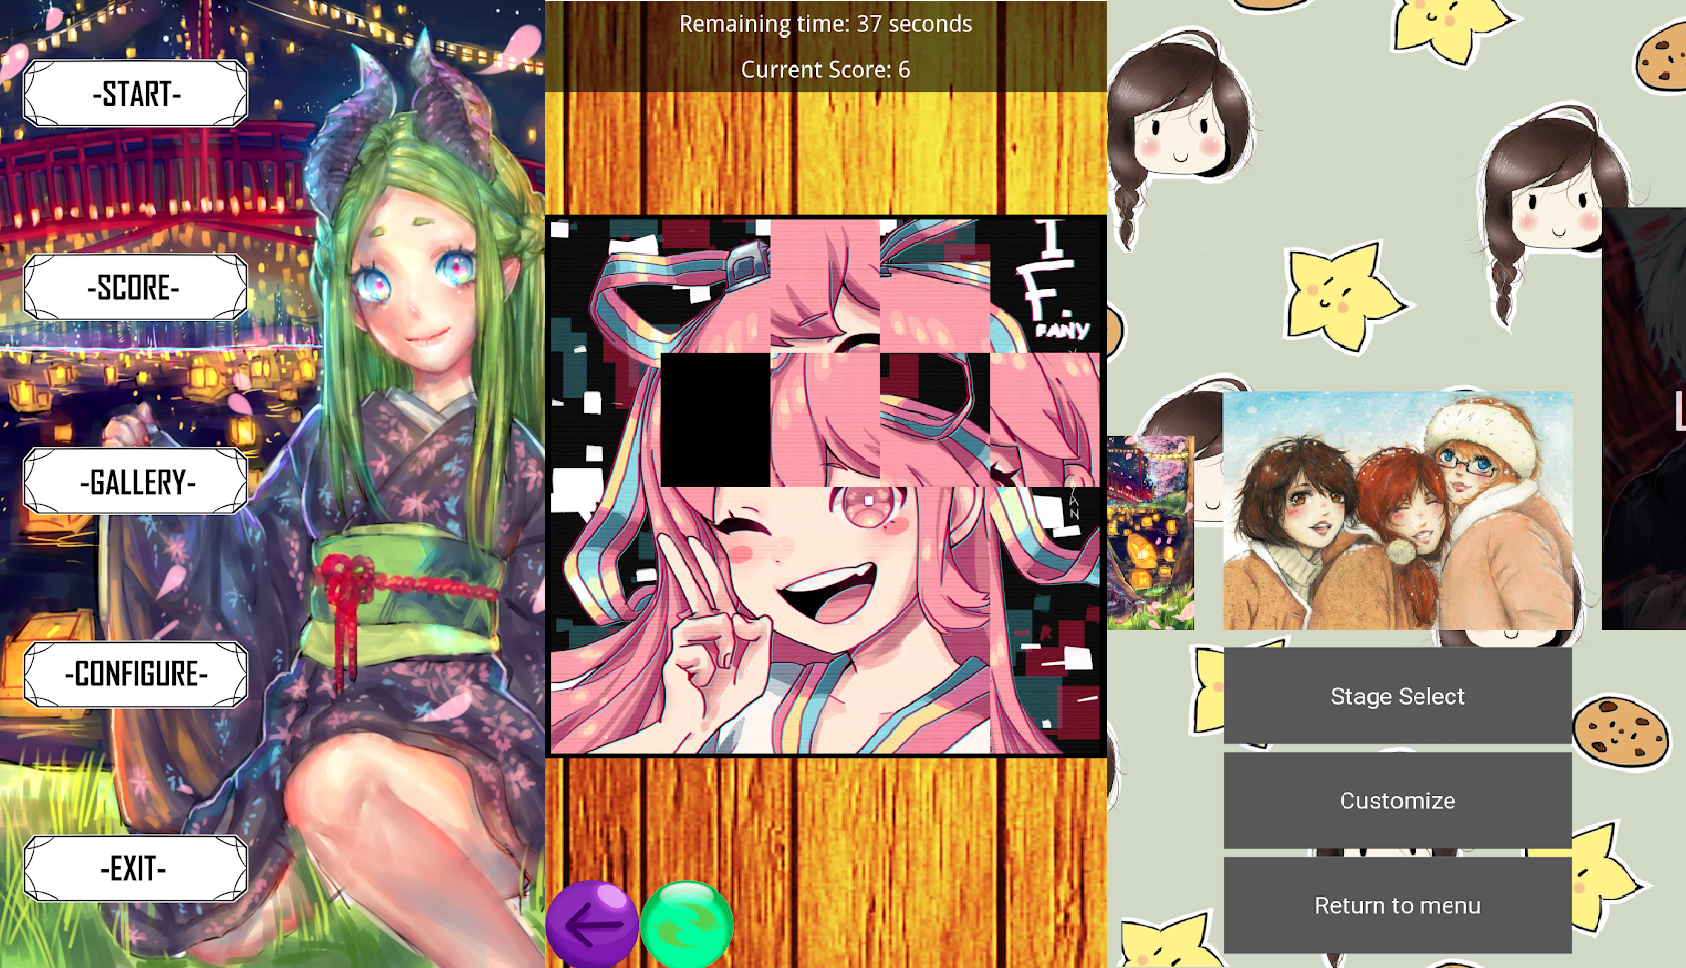 -START-
-SCORE-
-GALLERY-
-CONFIGURE-
-EXIT-
Remaining time: 37 seconds
Current Score: 6
I
F.
FANY
Stage Select
Customize
Return to menu